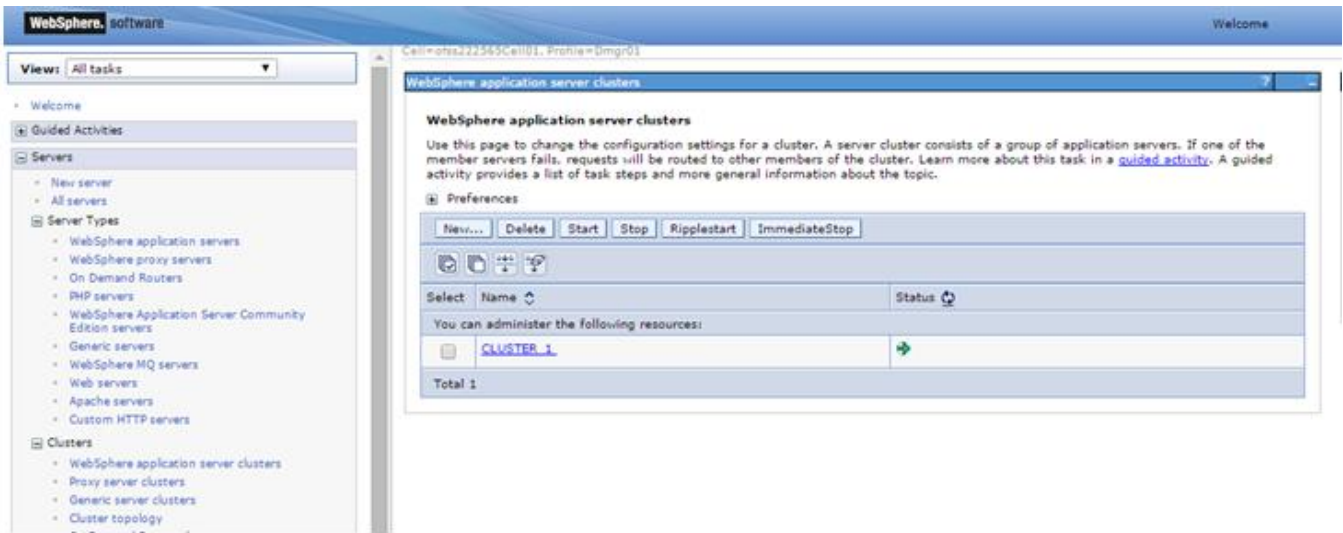 WebSphere. software
Welcome
View: All tasks
Cell=othis222565Cell01, Profile=Dmgr01
WebSphere application server clusters
? -
Welcome
Guided Activities
Servers
New server
All servers
Server Types
WebSphere application servers
WebSphere proxy servers
On Demand Routers
PHP servers
WebSphere Application Server Community
Edition servers
Generic servers
WebSphere MQ servers
Web servers
Apache servers
Custom HTTP servers
Clusters
WebSphere application server clusters
Proxy server clusters
Generic server clusters
Cluster topology
WebSphere application server clusters
Use this page to change the configuration settings for a cluster. A server cluster consists of a group of application servers. If one of the
member servers fails, requests will be routed to other members of the cluster. Learn more about this task in a guided activity. A guided
activity provides a list of task steps and more general information about the topic.
Preferences
New... Delete Start Stop Ripplestart ImmediateStop
Select Name Status
You can administer the following resources:
CLUSTER_1
Total 1